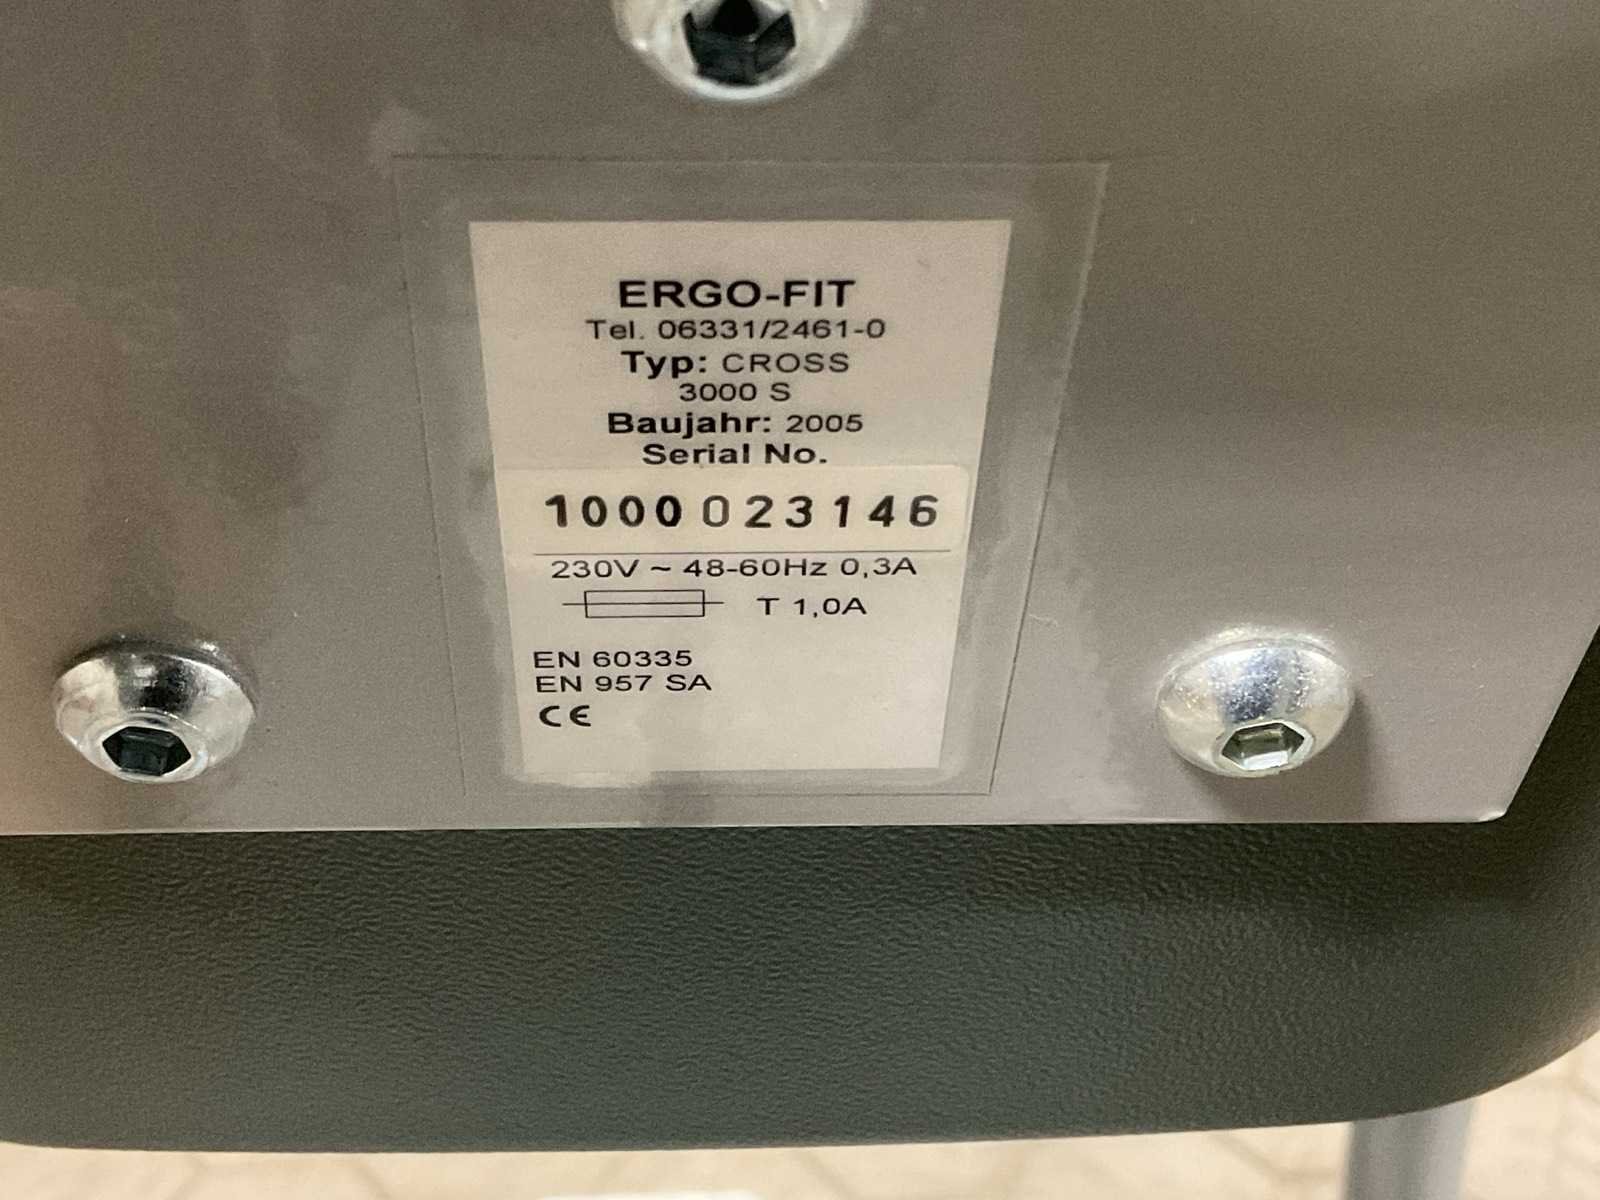 ERGO-FIT
Tel. 06331/2461-0
Typ: CROSS
3000 S
Baujahr: 2005
Serial No.
1000023146
230V ~ 48-60Hz 0,3A
T 1,0A
EN 60335
EN 957 SA
CE